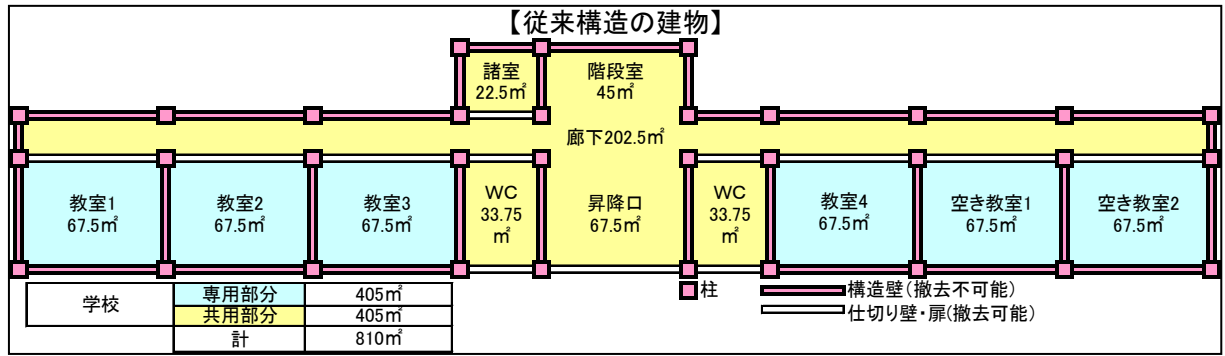 【従来構造の建物】
諸室
22.5㎡
階段室
45㎡
廊下202.5㎡
教室1
67.5㎡
教室2
67.5㎡
教室3
67.5㎡
WC
33.75
㎡
昇降口
67.5㎡
WC
33.75
㎡
教室4
67.5㎡
空き教室1
67.5㎡
空き教室2
67.5㎡
学校
専用部分 405㎡
共用部分 405㎡
計 810㎡
柱
構造壁(撤去不可能)
仕切り壁・扉(撤去可能)